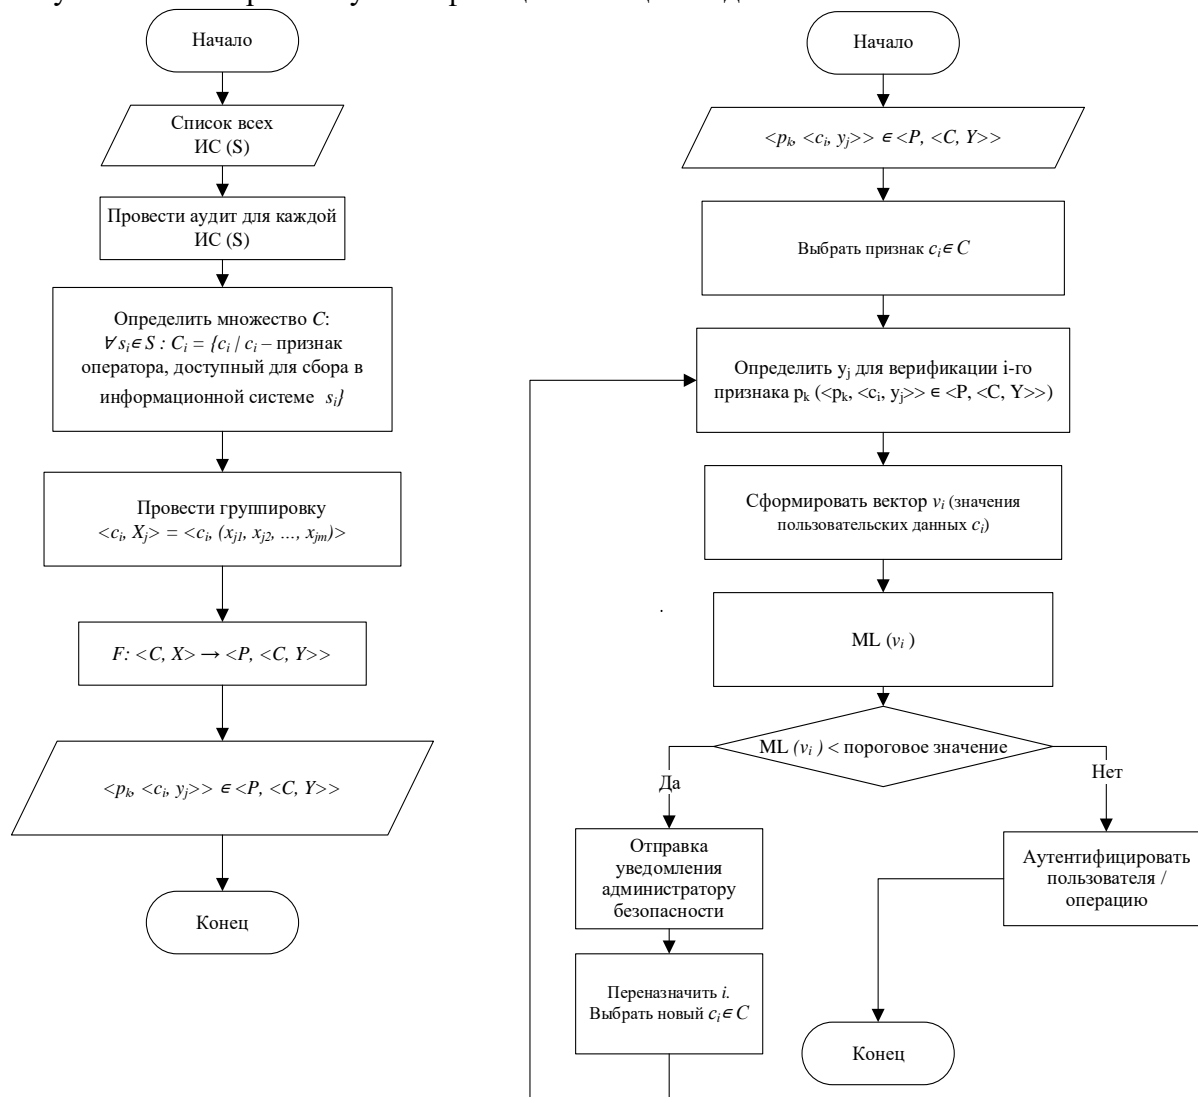 Начало
Список всех
ИС (S)
Провести аудит для каждой
ИС (S)
Определить множество C:
∀ sᵢ∈ S : Cᵢ = {cᵢ | cᵢ – признак
оператора, доступный для сбора в
информационной системе sᵢ}
Провести группировку
<cᵢ, Xⱼ> = <cᵢ, (xⱼ₁, xⱼ₂, ..., xⱼₘ)>
F: <C, X> → <P, <C, Y>>
<pₖ, <cᵢ, yⱼ>> ∈ <P, <C, Y>>
Конец
Начало
<pₖ, <cᵢ, yⱼ>> ∈ <P, <C, Y>>
Выбрать признак cᵢ∈ C
Определить yⱼ для верификации i-го
признака pₖ (<pₖ, <cᵢ, yⱼ>> ∈ <P, <C, Y>>)
Сформировать вектор vᵢ (значения
пользовательских данных cᵢ)
.
ML (vᵢ )
ML (vᵢ ) < пороговое значение
Да
Нет
Отправка
уведомления
администратору
безопасности
Переназначить i.
Выбрать новый cᵢ∈ C
Аутентифицировать
пользователя /
операцию
Конец